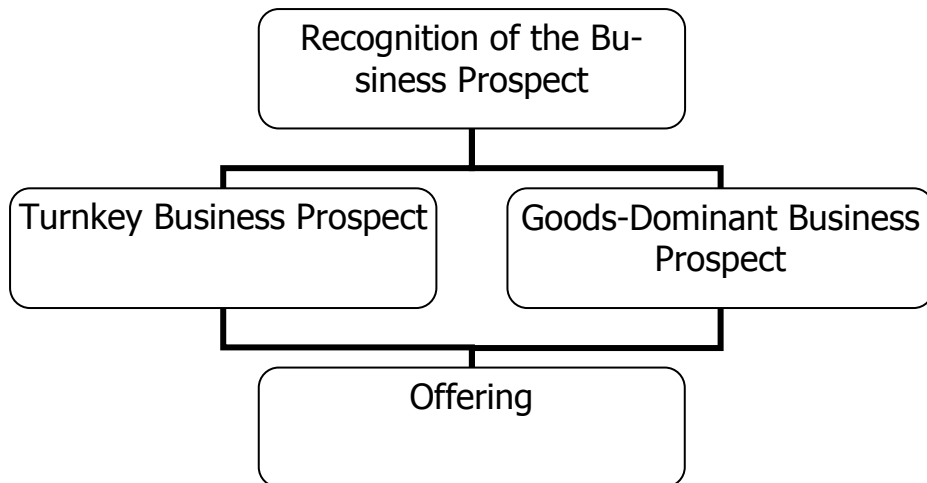 Recognition of the Bu-
siness Prospect
Turnkey Business Prospect
Goods-Dominant Business
Prospect
Offering